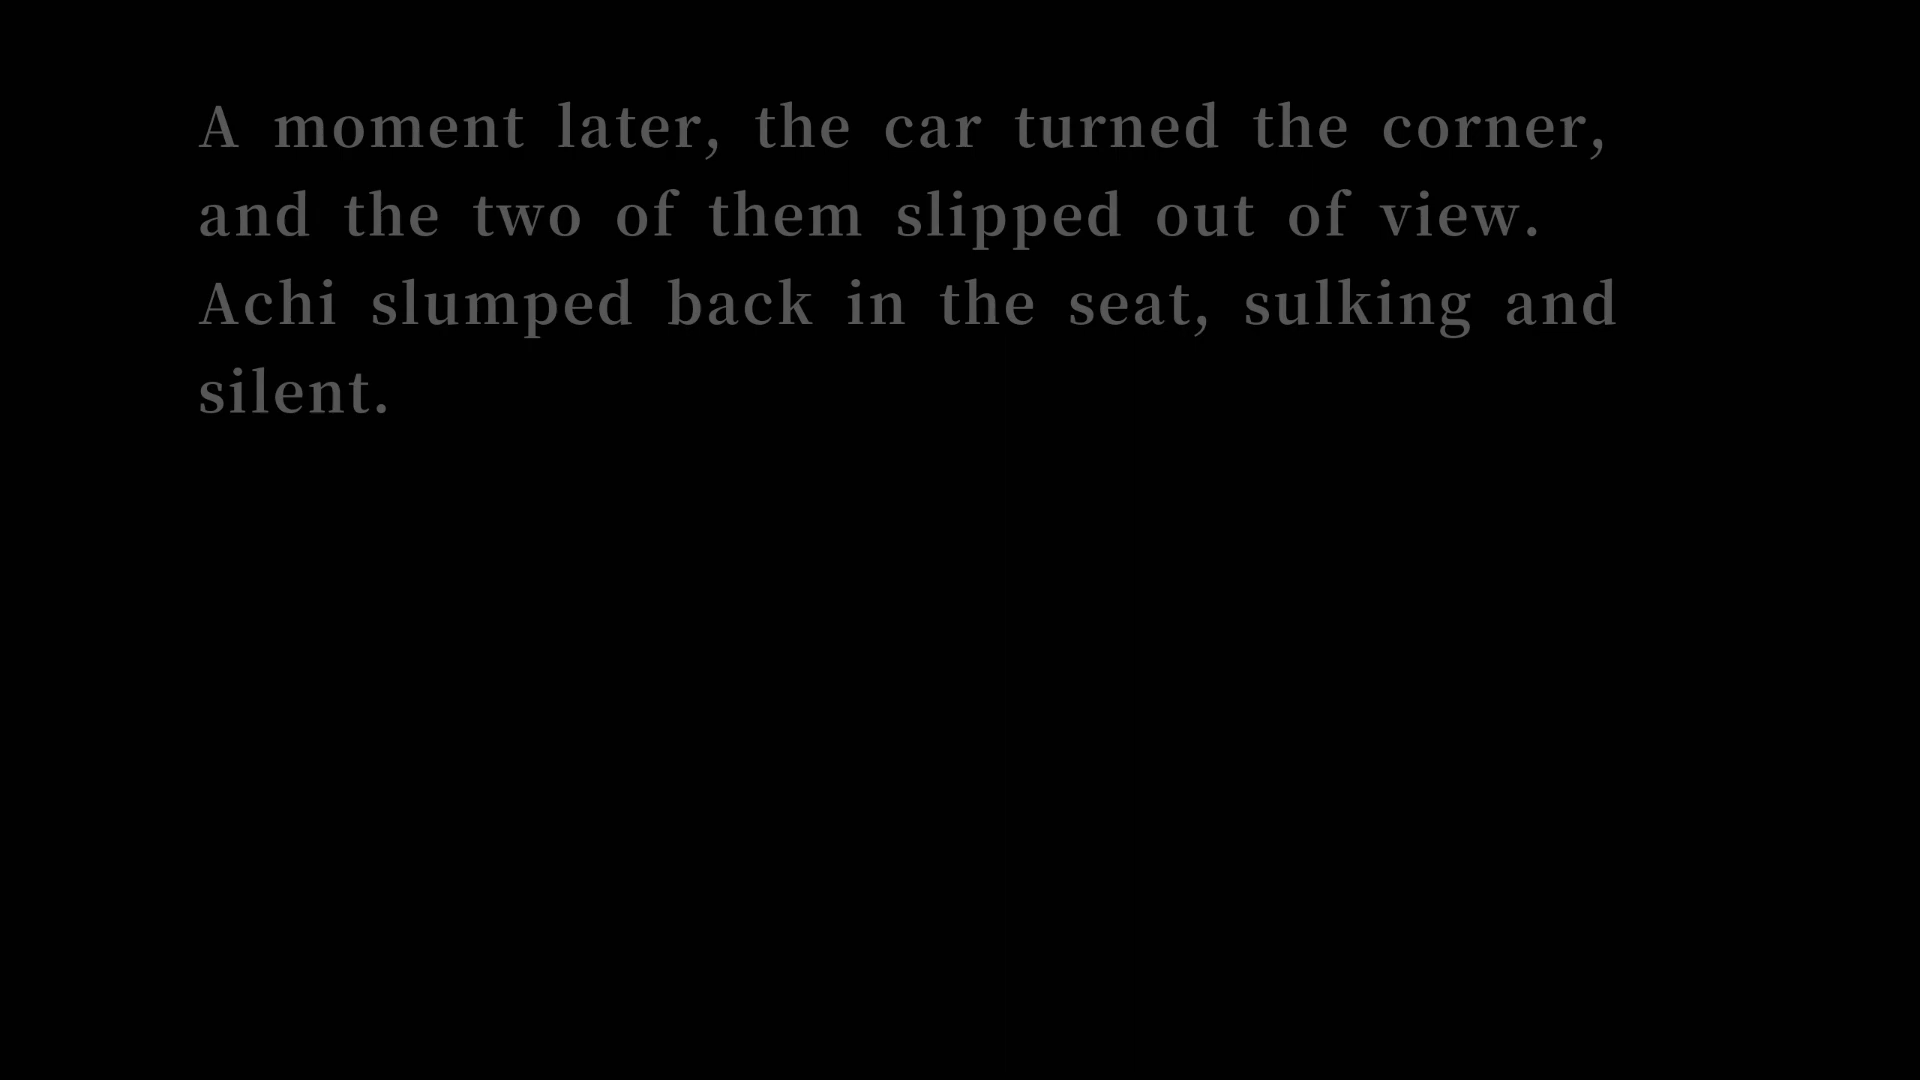 A moment later, the car turned the corner,
and the two of them slipped out of view.
Achi slumped back in the seat, sulking and
silent.